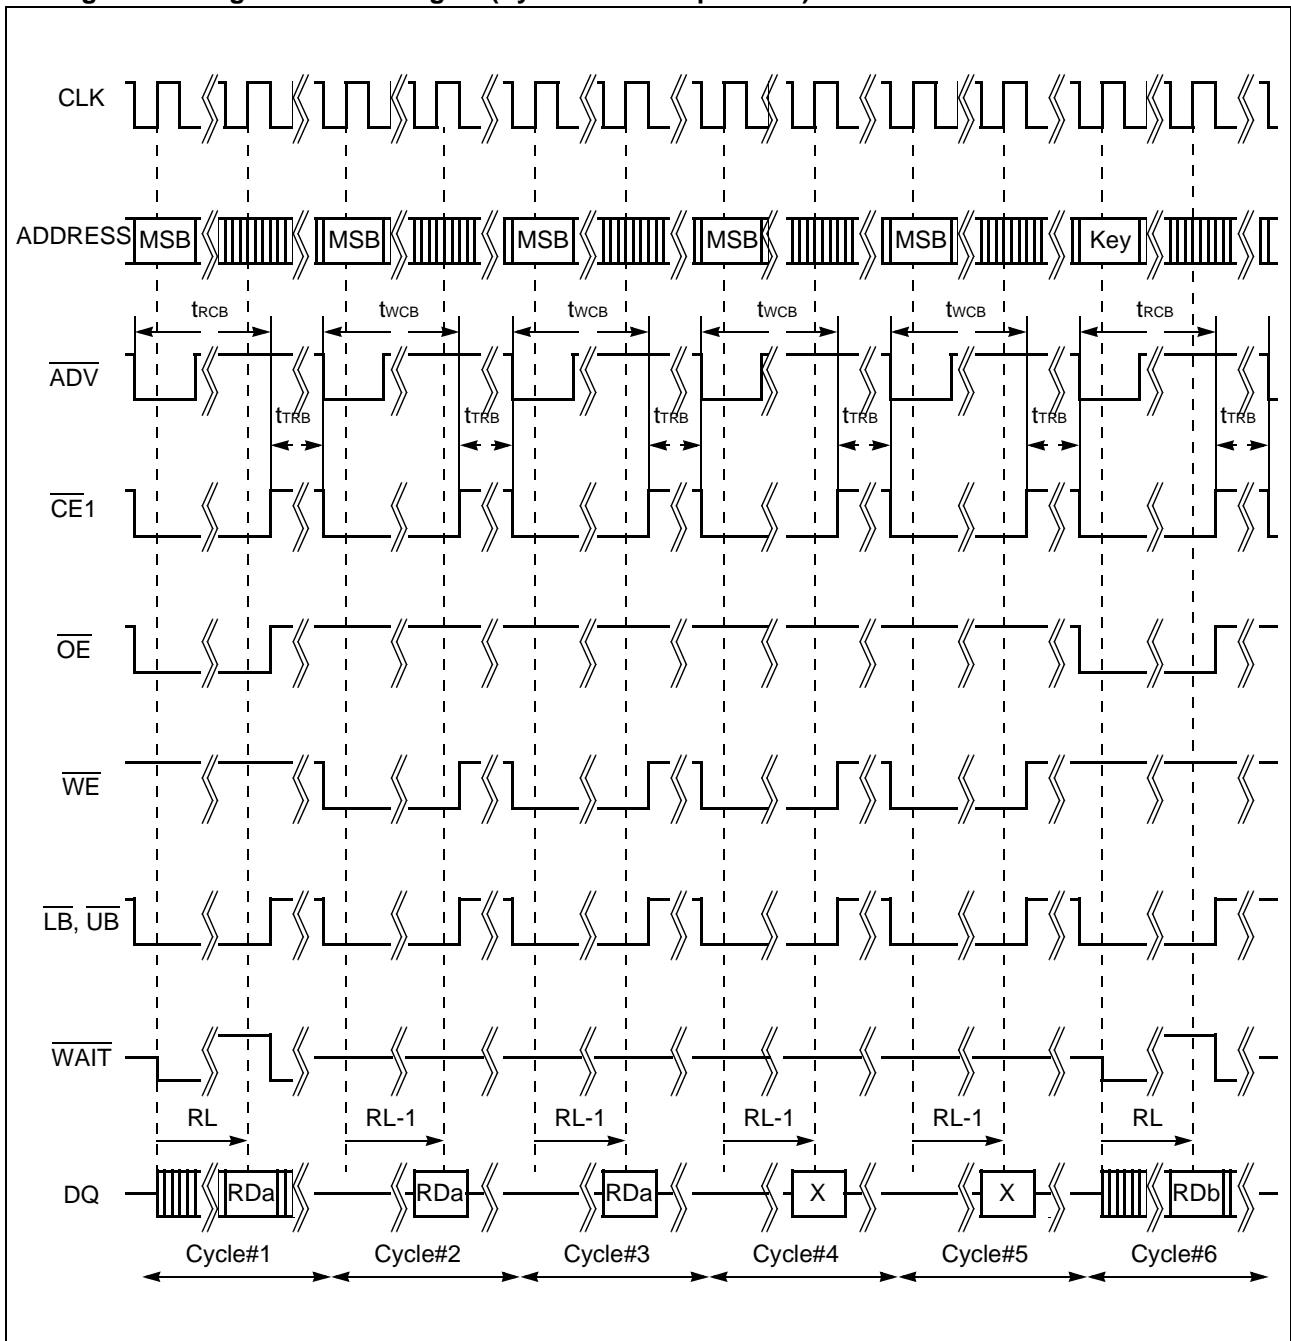 CLK
ADDRESS MSB MSB MSB MSB MSB Key
tRCB tWCB tWCB tWCB tWCB tRCB
ADV
tTRB tTRB tTRB tTRB tTRB tTRB
CE1
OE
WE
LB, UB
WAIT
RL RL-1 RL-1 RL-1 RL-1 RL
DQ RDa RDa RDa X X RDb
Cycle#1 Cycle#2 Cycle#3 Cycle#4 Cycle#5 Cycle#6